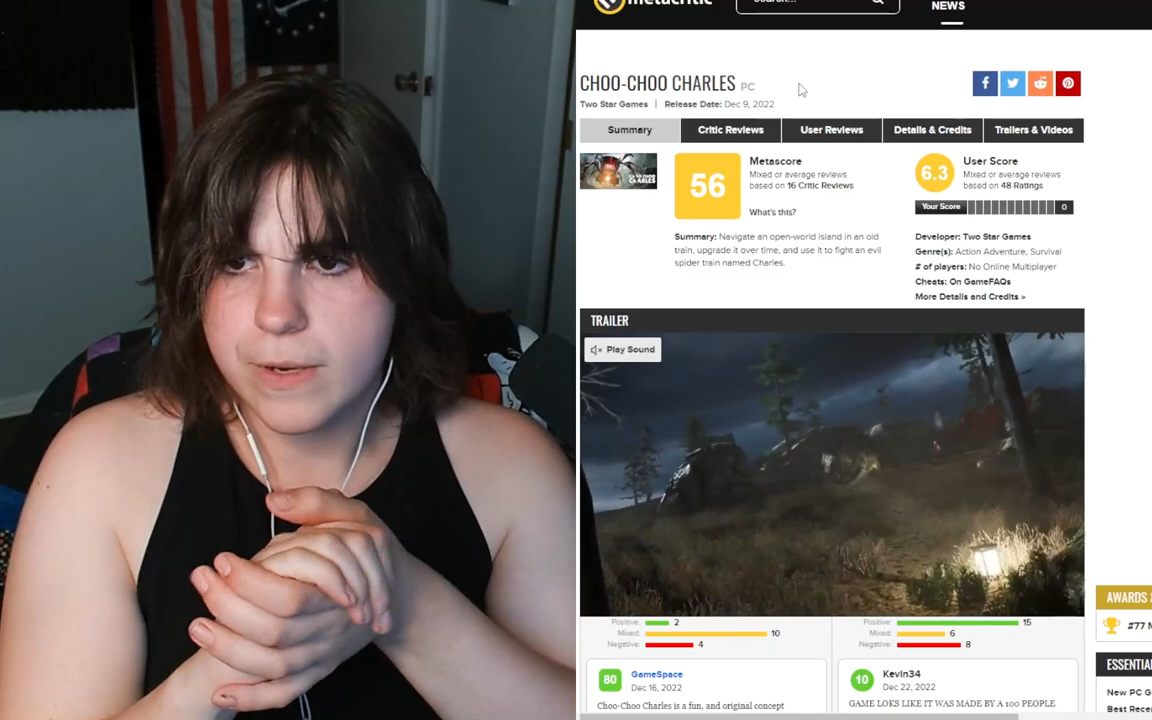 metacritic
Search...
NEWS
CHOO-CHOO CHARLES PC
Two Star Games | Release Date: Dec 9, 2022
Summary
Critic Reviews
User Reviews
Details & Credits
Trailers & Videos
56
Metascore
Mixed or average reviews
based on 16 Critic Reviews
What's this?
6.3
User Score
Mixed or average reviews
based on 48 Ratings
Your Score
0
Summary: Navigate an open-world island in an old
train, upgrade it over time, and use it to fight an evil
spider train named Charles.
Developer: Two Star Games
Genre(s): Action Adventure, Survival
# of players: No Online Multiplayer
Cheats: On GameFAQs
More Details and Credits »
TRAILER
Play Sound
Positive: 2
Mixed: 10
Negative: 4
Positive: 15
Mixed: 6
Negative: 8
80
GameSpace
Dec 16, 2022
Choo-Choo Charles is a fun, and original concept
10
Kevin34
Dec 22, 2022
GAME LOKS LIKE IT WAS MADE BY A 100 PEOPLE
AWARDS &
#77 M
ESSENTIA
New PC G
Best Rece